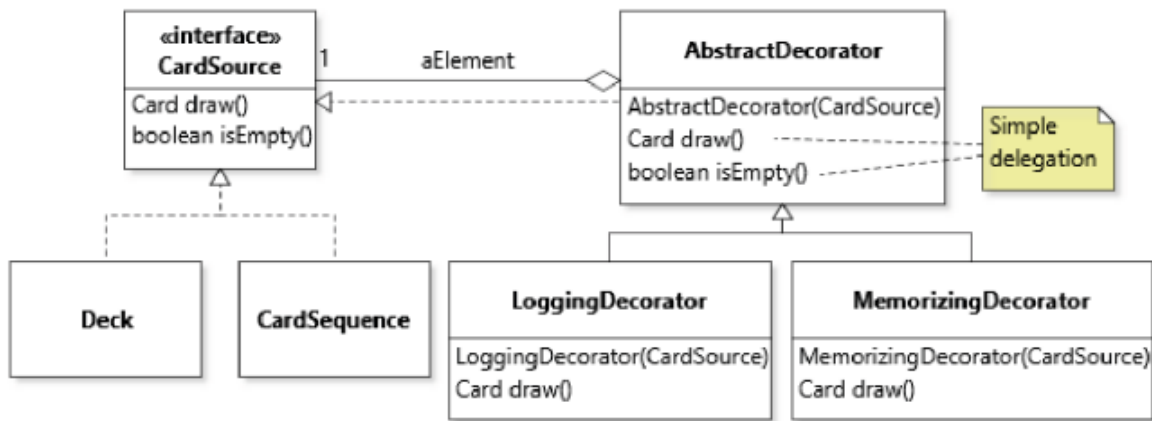 «interface»
CardSource
Card draw()
boolean isEmpty()
1
aElement
AbstractDecorator
AbstractDecorator(CardSource)
Card draw()
boolean isEmpty()
Simple
delegation
Deck
CardSequence
LoggingDecorator
LoggingDecorator(CardSource)
Card draw()
MemorizingDecorator
MemorizingDecorator(CardSource)
Card draw()